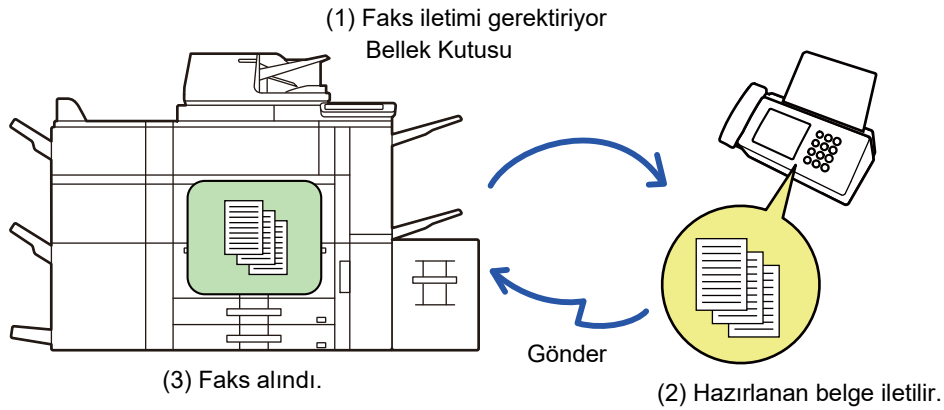 (1) Faks iletimi gerektiriyor
Bellek Kutusu
Gönder
(3) Faks alındı.
(2) Hazırlanan belge iletilir.